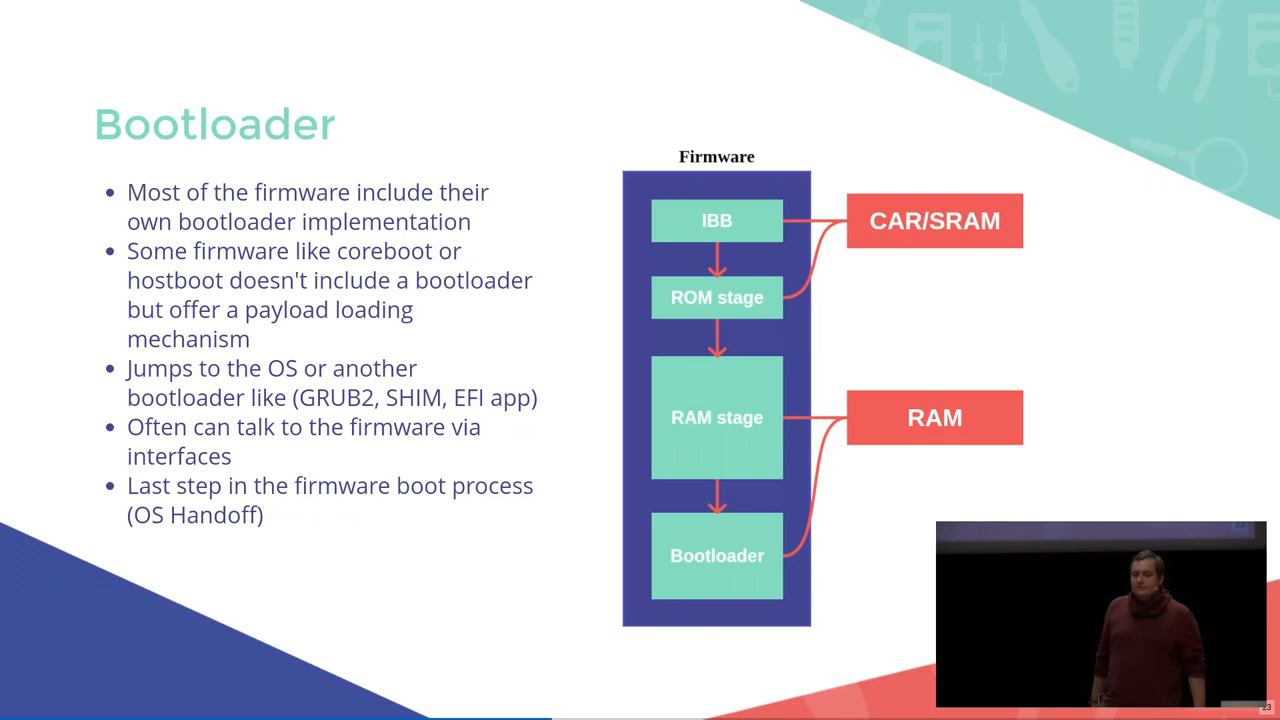 Bootloader
Most of the firmware include their
own bootloader implementation
Some firmware like coreboot or
hostboot doesn't include a bootloader
but offer a payload loading
mechanism
Jumps to the OS or another
bootloader like (GRUB2, SHIM, EFI app)
Often can talk to the firmware via
interfaces
Last step in the firmware boot process
(OS Handoff)
Firmware
IBB
CAR/SRAM
ROM stage
RAM stage
RAM
Bootloader
23